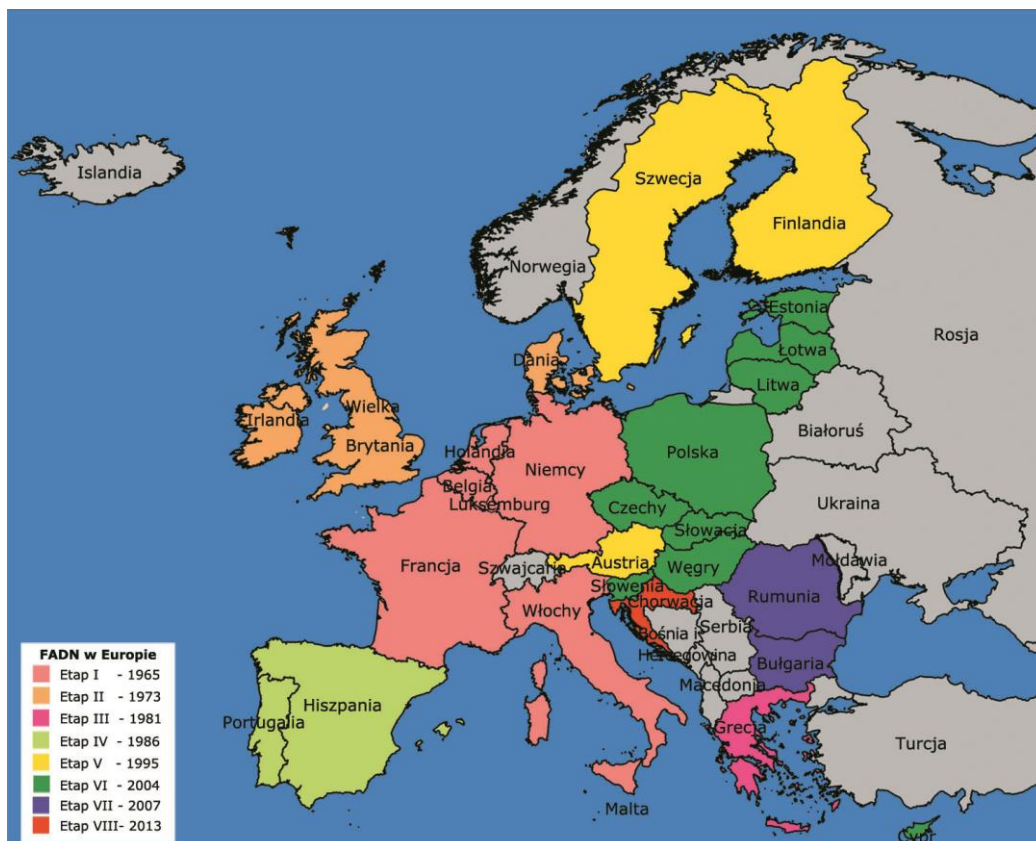 Islandia
Szwecja
Finlandia
Norwegia
Estonia
Rosja
Dania
Łotwa
Litwa
Irlandia
Wielka
Brytania
Białoruś
Holandia
Polska
Niemcy
Belgia
Luksemburg
Ukraina
Czechy
Słowacja
Francja
Szwajcaria
Austria
Węgry
Mołdawia
Słowenia
Chorwacja
Rumunia
Włochy
Serbia
Bośnia i
Hercegowina
Bułgaria
Macedonia
Hiszpania
Portugalia
Grecja
Turcja
Malta
Cypr
FADN w Europie
Etap I - 1965
Etap II - 1973
Etap III - 1981
Etap IV - 1986
Etap V - 1995
Etap VI - 2004
Etap VII - 2007
Etap VIII- 2013